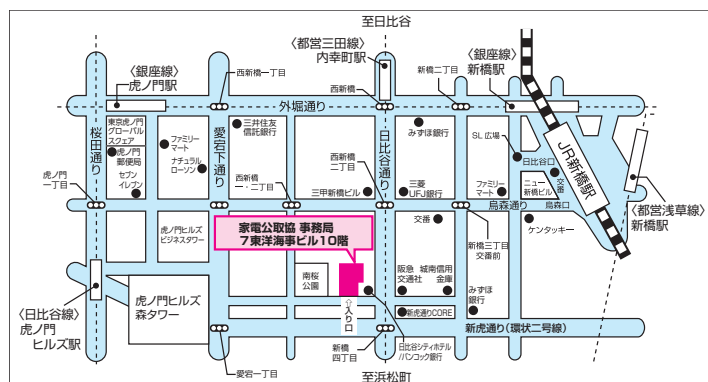 至日比谷
〈都営三田線〉
内幸町駅
〈銀座線〉
虎ノ門駅
〈銀座線〉
新橋駅
西新橋一丁目
西新橋
新橋二丁目
外堀通り
桜田通り
愛宕下通り
日比谷通り
東京虎ノ門
グローバル
スクェア
虎ノ門
郵便局
セブン
イレブン
ファミリー
マート
ナチュラル
ローソン
三井住友
信託銀行
みずほ
銀行
SL 広場
日比谷口
JR新橋駅
虎ノ門
一丁目
西新橋
一・二丁目
西新橋
二丁目
三甲新橋ビル
三菱
UFJ銀行
ファミリー
マート
ニュー
新橋ビル
交番
烏森通り
烏森口
〈都営浅草線〉
新橋駅
虎ノ門ヒルズ
ビジネスタワー
家電公取協 事務局
7東洋海事ビル10階
交番
新橋三丁目
交番前
ケンタッキー
南桜
公園
阪急
交通社
城南信用
金庫
みずほ
銀行
〈日比谷線〉
虎ノ門
ヒルズ駅
虎ノ門ヒルズ
森タワー
⇧入り口
新虎通りCORE
新虎通り(環状二号線)
愛宕一丁目
新橋
四丁目
日比谷シティホテル
/バンコック銀行
至浜松町